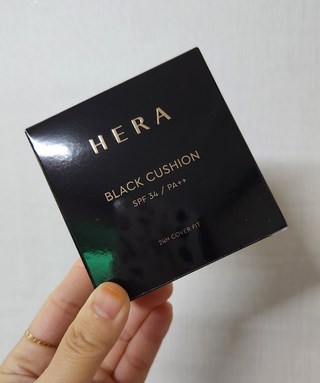 HERA
BLACK CUSHION
SPF 34 / PA++
24H COVER FIT